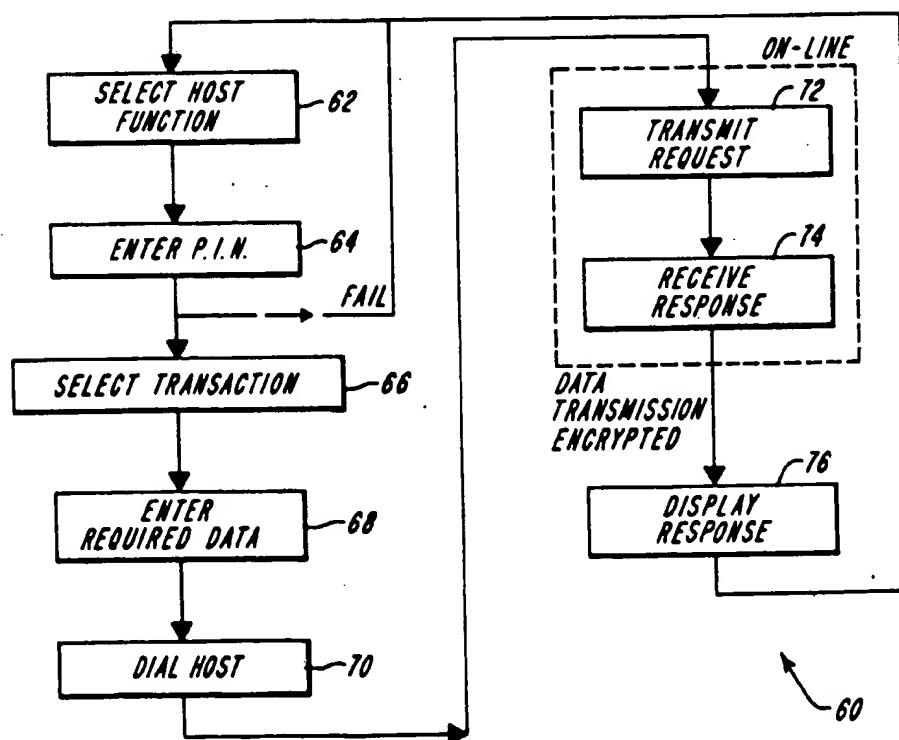 SELECT HOST
FUNCTION
62
ENTER P.I.N.
64
FAIL
SELECT TRANSACTION
66
ENTER
REQUIRED DATA
68
DIAL HOST
70
ON-LINE
72
TRANSMIT
REQUEST
74
RECEIVE
RESPONSE
DATA
TRANSMISSION
ENCRYPTED
76
DISPLAY
RESPONSE
60